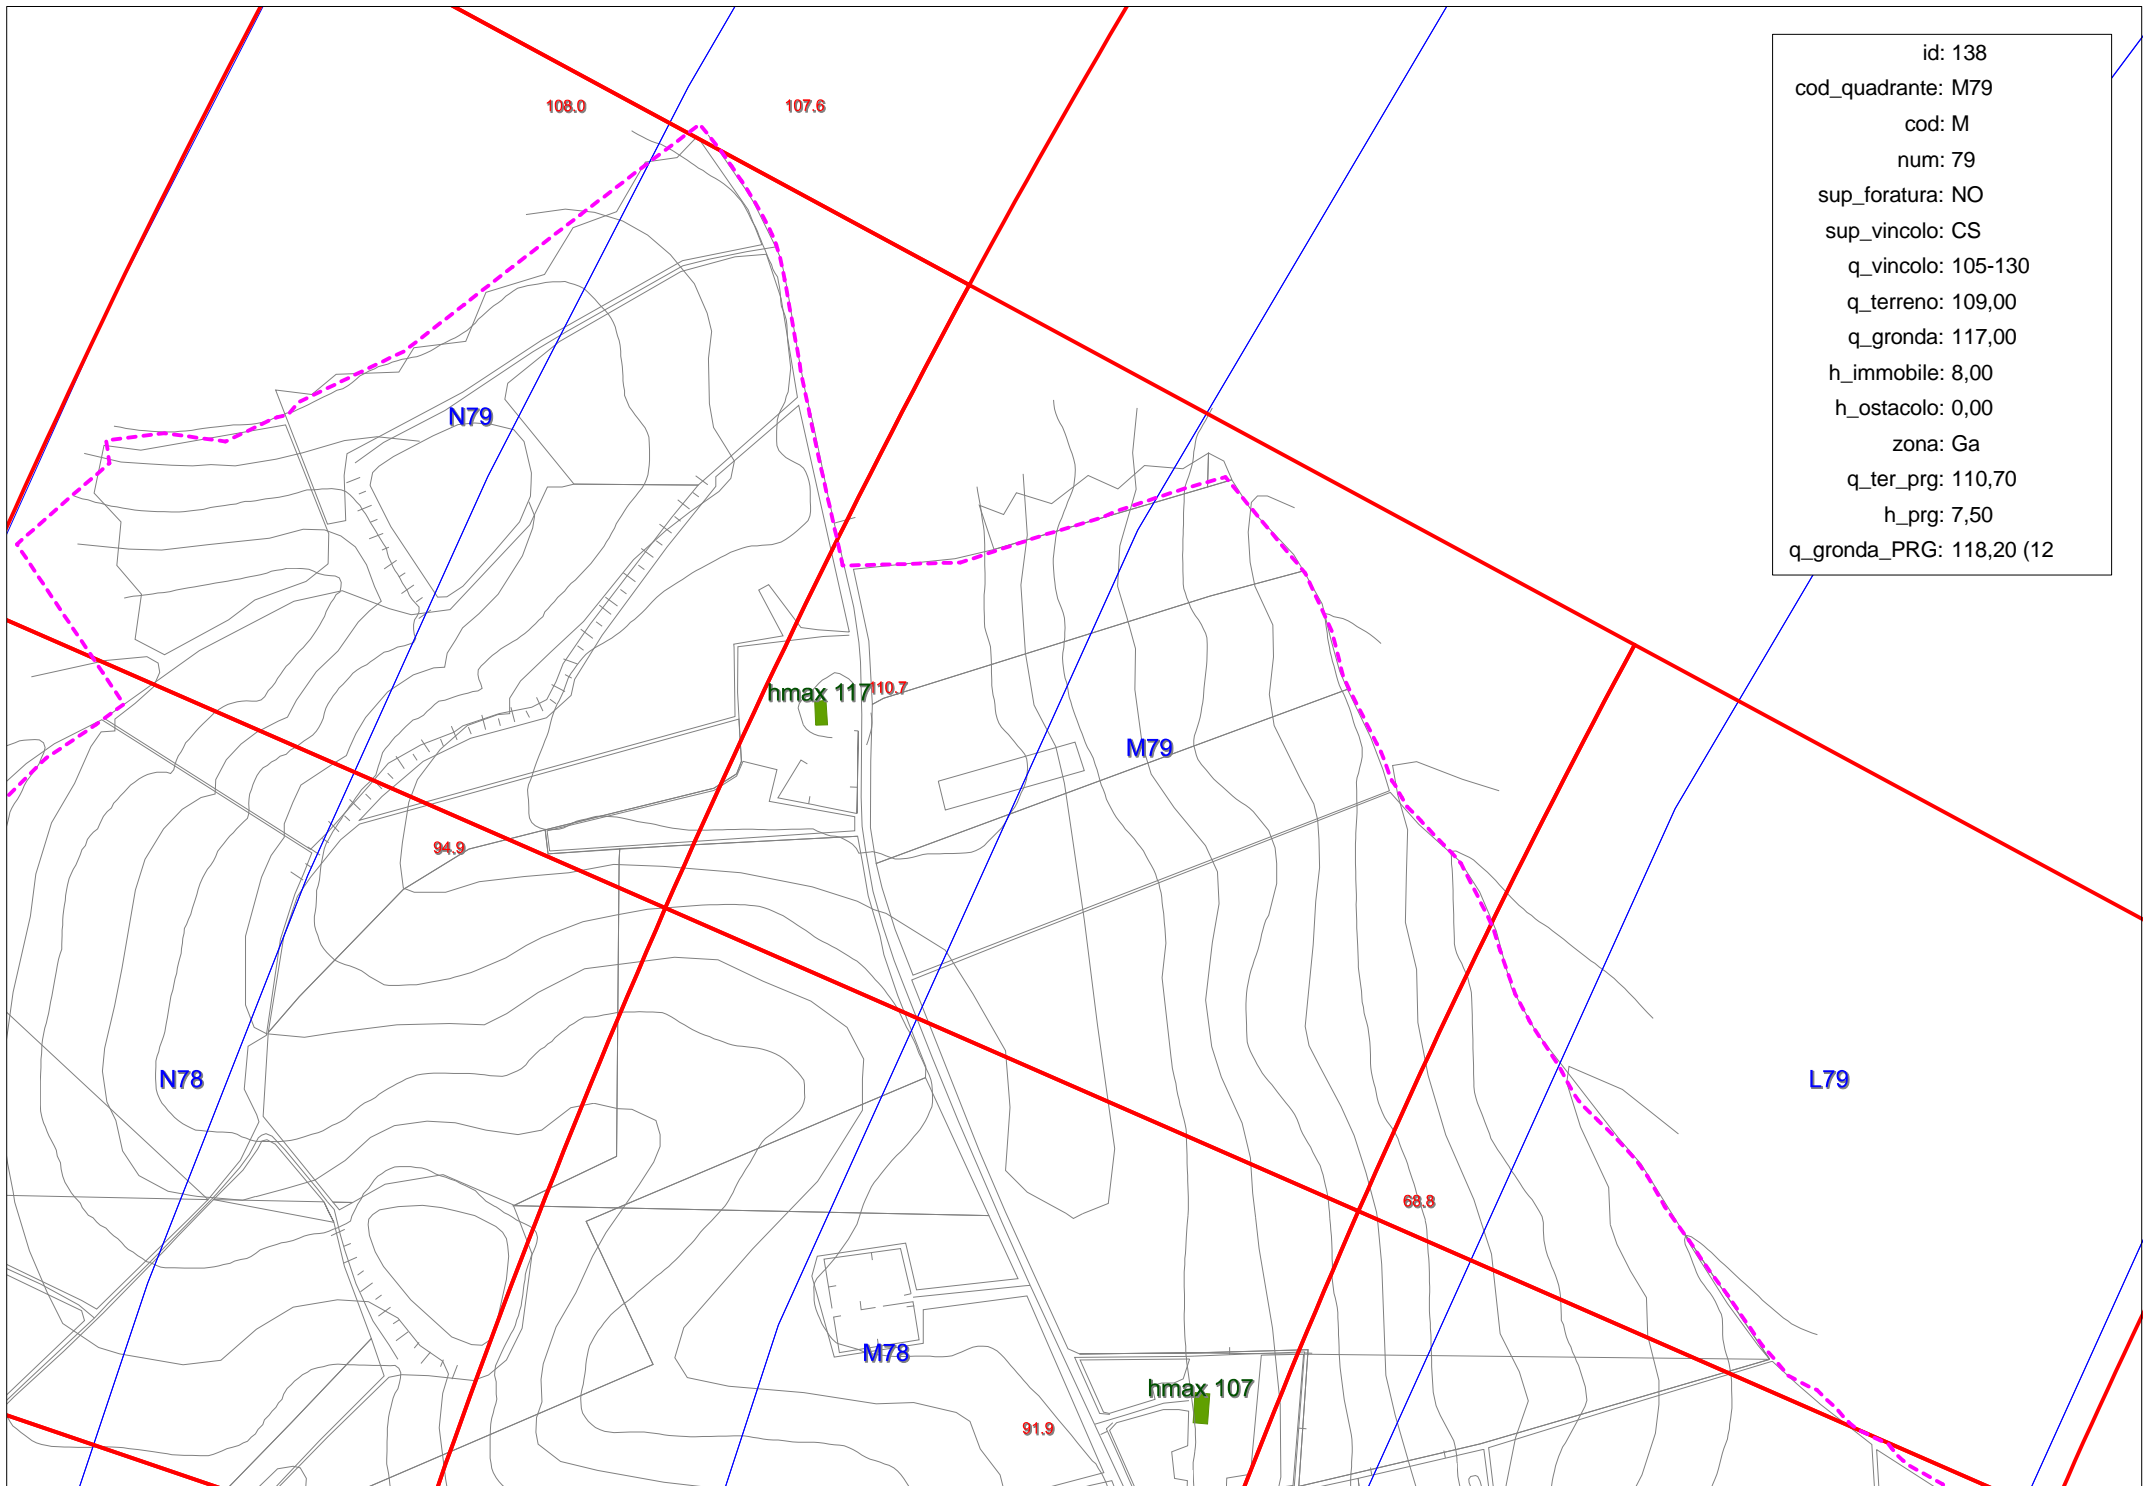 id: 138
cod_quadrante: M79
cod: M
num: 79
sup_foratura: NO
sup_vincolo: CS
q_vincolo: 105-130
q_terreno: 109,00
q_gronda: 117,00
h_immobile: 8,00
h_ostacolo: 0,00
zona: Ga
q_ter_prg: 110,70
h_prg: 7,50
q_gronda_PRG: 118,20 (12
108.0
107.6
N79
hmax 117
110.7
M79
94.9
N78
L79
68.8
M78
hmax 107
91.9